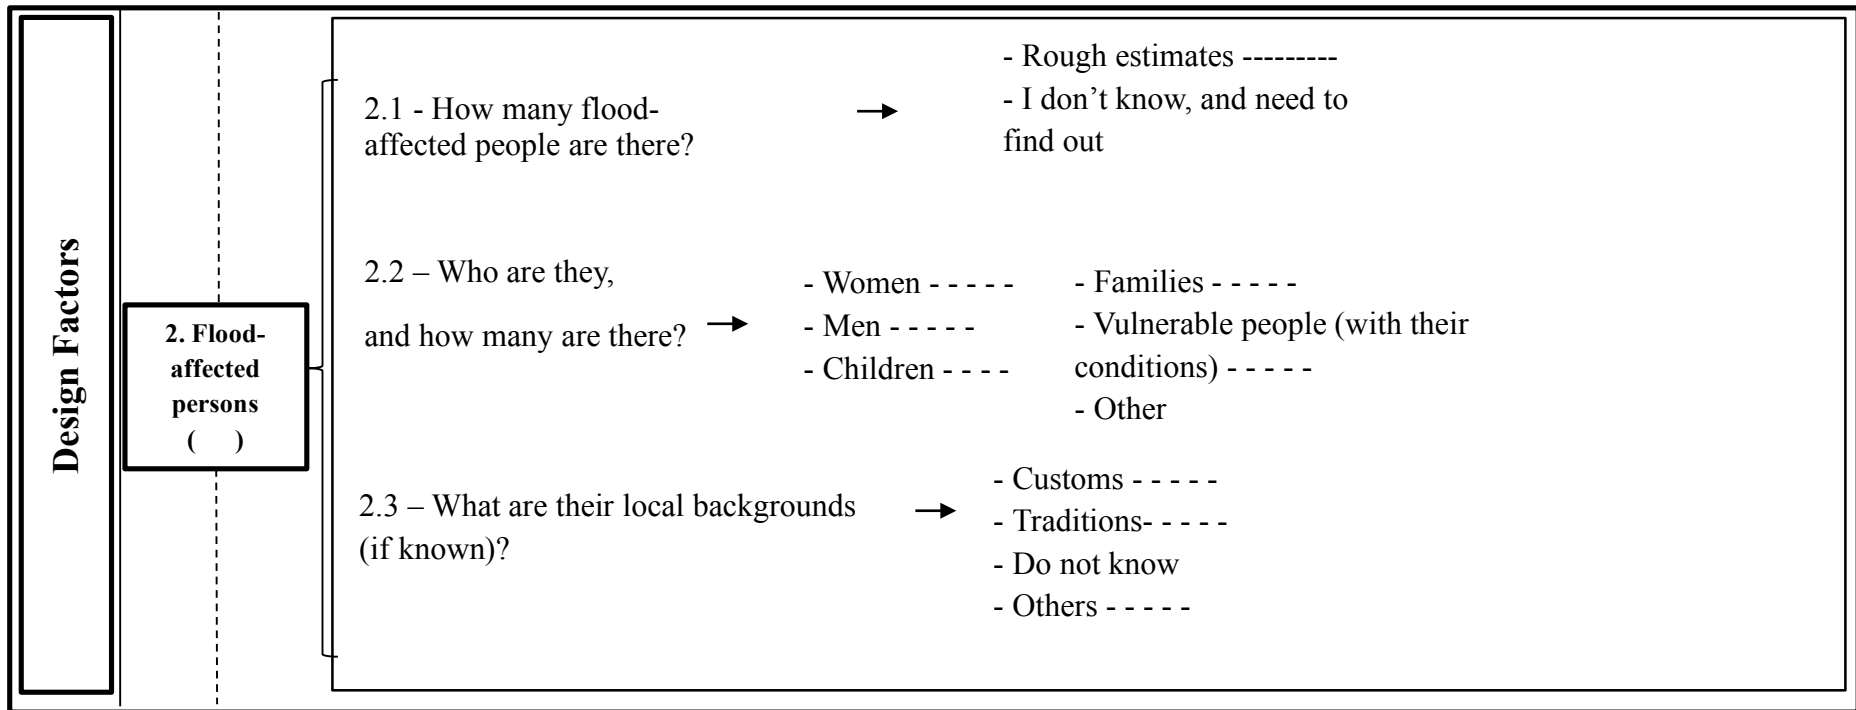 Design Factors
2. Flood-
affected
persons
(    )
2.1 - How many flood-
affected people are there?
- Rough estimates ---------
- I don’t know, and need to
find out
2.2 – Who are they,
and how many are there?
- Women - - - - -
- Men - - - - -
- Children - - - -
- Families - - - - -
- Vulnerable people (with their
conditions) - - - - -
- Other
2.3 – What are their local backgrounds
(if known)?
- Customs - - - - -
- Traditions- - - - -
- Do not know
- Others - - - - -